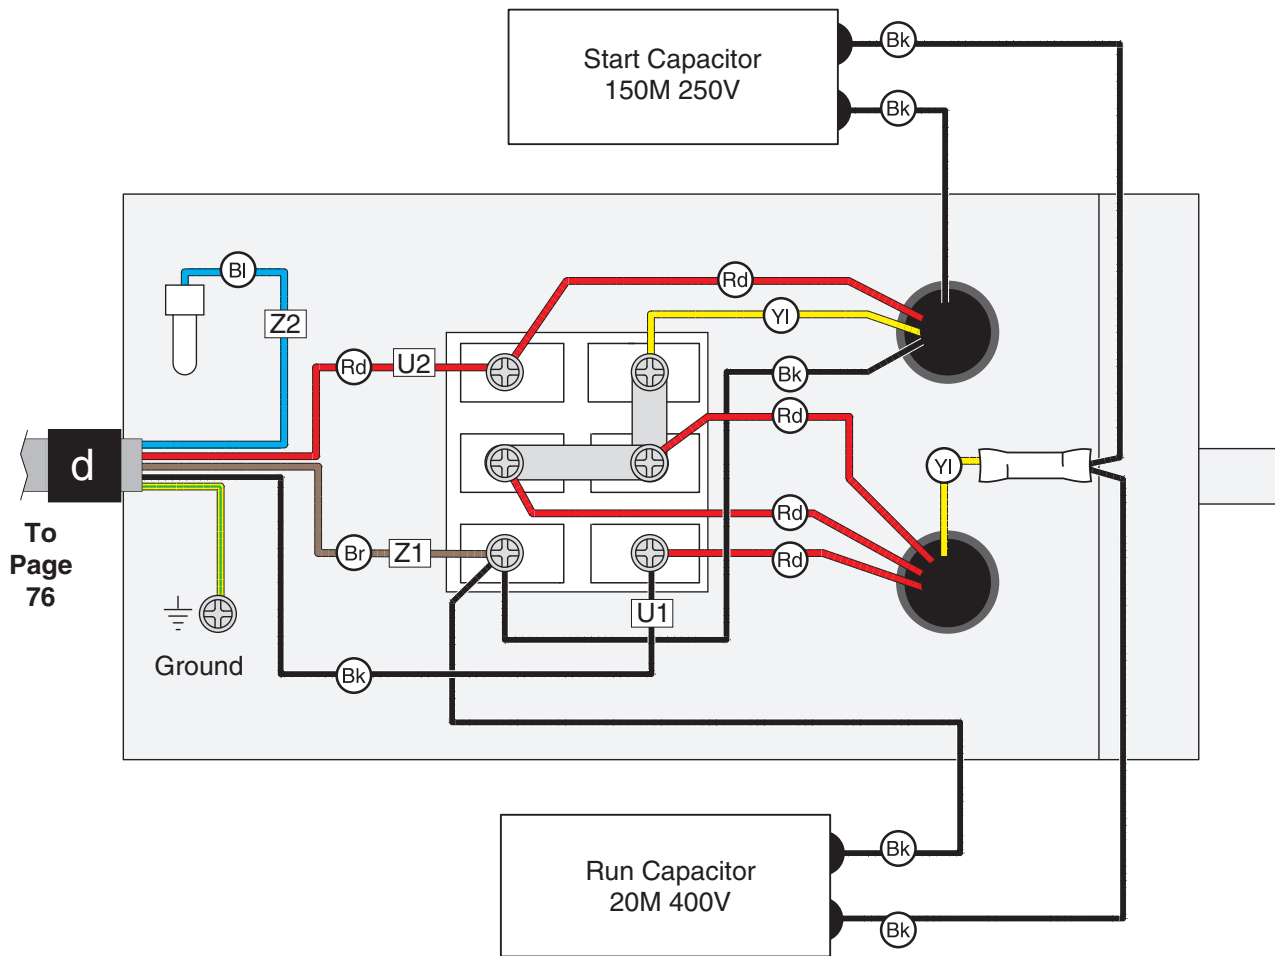 Start Capacitor
150M 250V
Bk
Bk
Bl
Z2
Rd
Yl
Rd
U2
Bk
Rd
d
Yl
To
Page
76
Rd
Br
Z1
Rd
U1
Ground
Bk
Run Capacitor
20M 400V
Bk
Bk